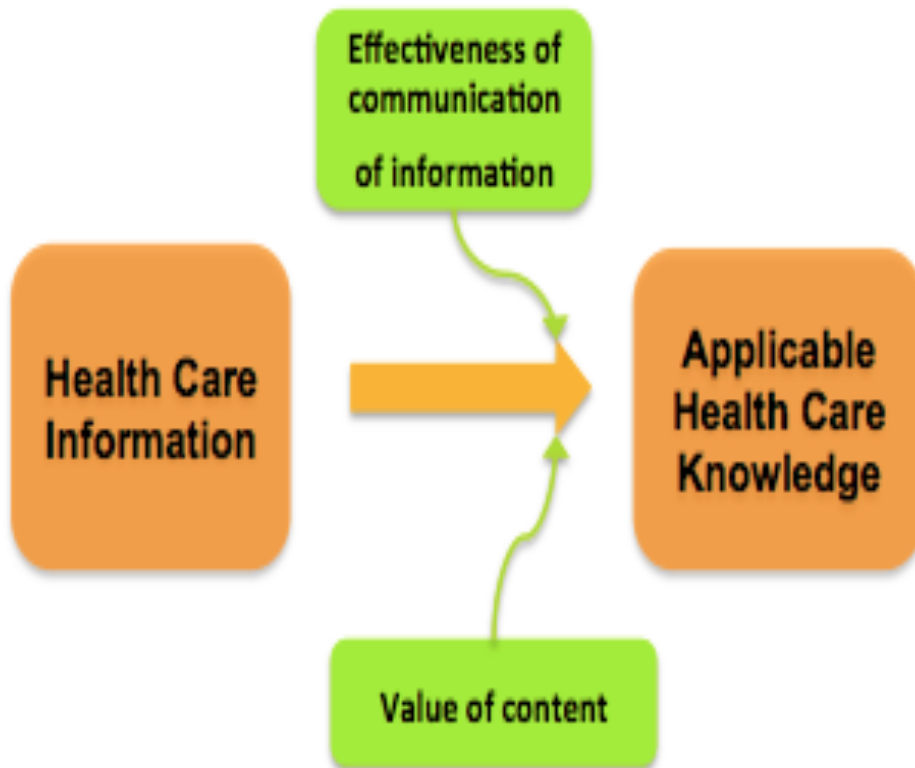 Effectiveness of
communication
of information
Health Care
Information
Applicable
Health Care
Knowledge
Value of content